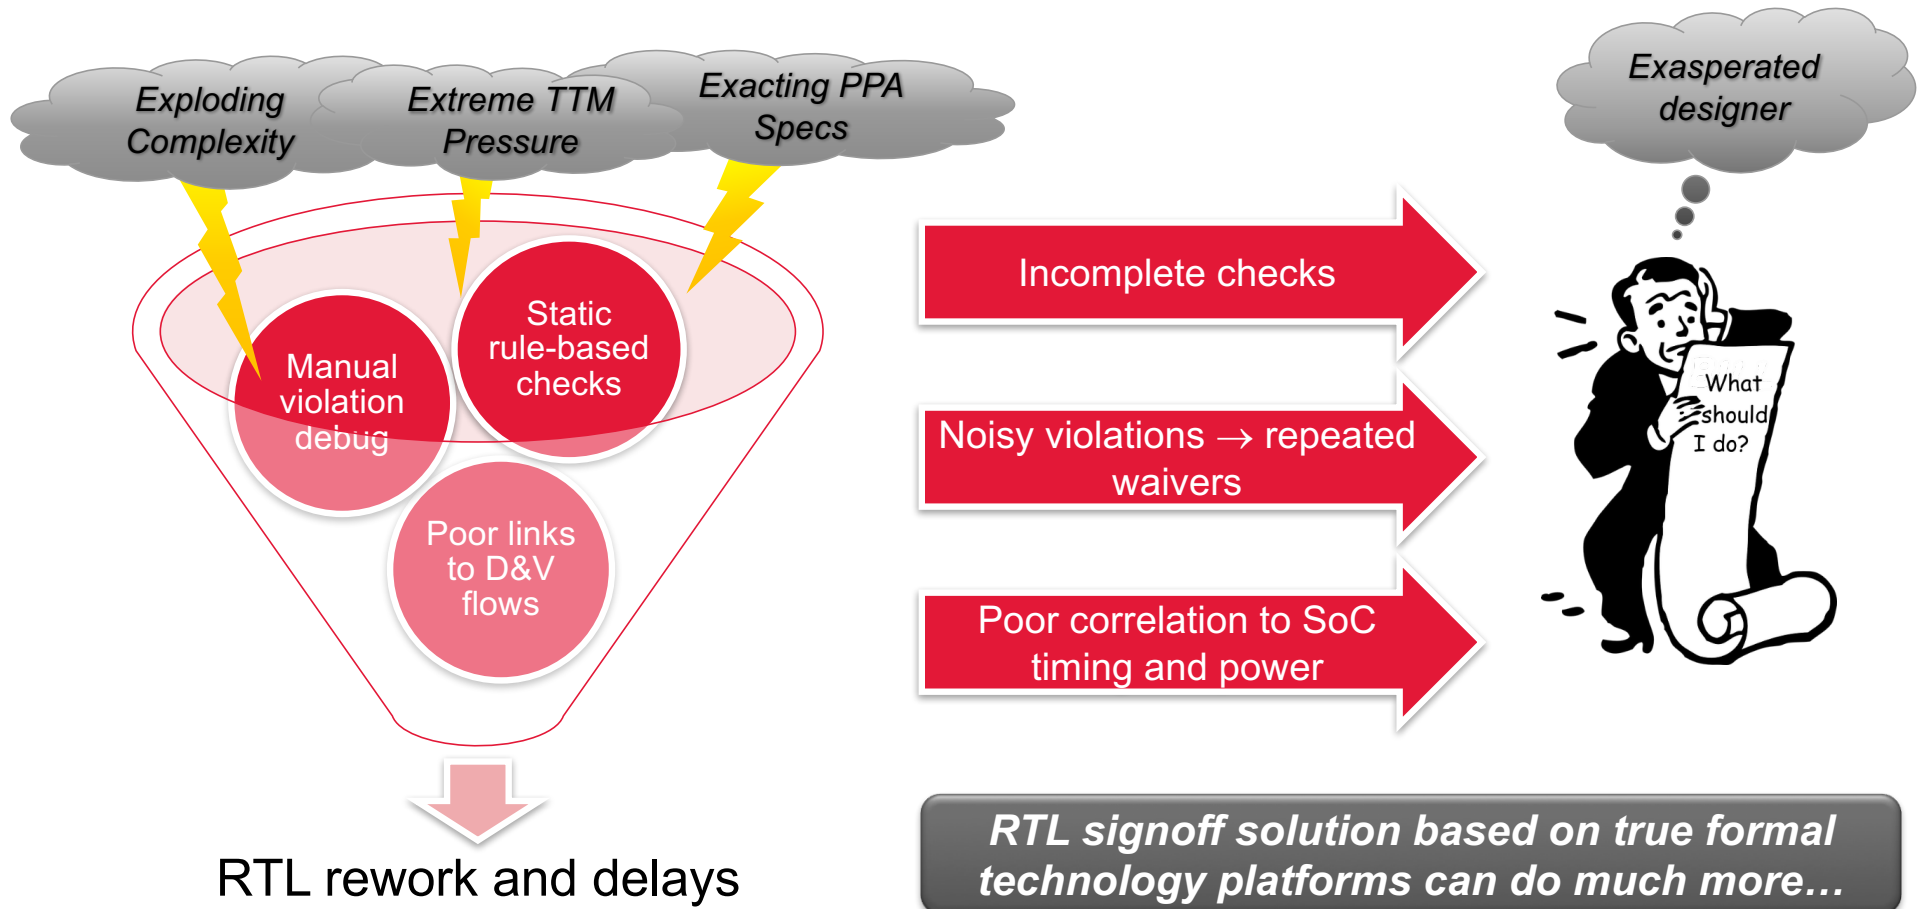 Exploding
Complexity
Extreme TTM
Pressure
Exacting PPA
Specs
Manual
violation
debug
Static
rule-based
checks
Poor links
to D&V
flows
RTL rework and delays
Incomplete checks
Noisy violations → repeated
waivers
Poor correlation to SoC
timing and power
Exasperated
designer
What
should
I do?
RTL signoff solution based on true formal
technology platforms can do much more…